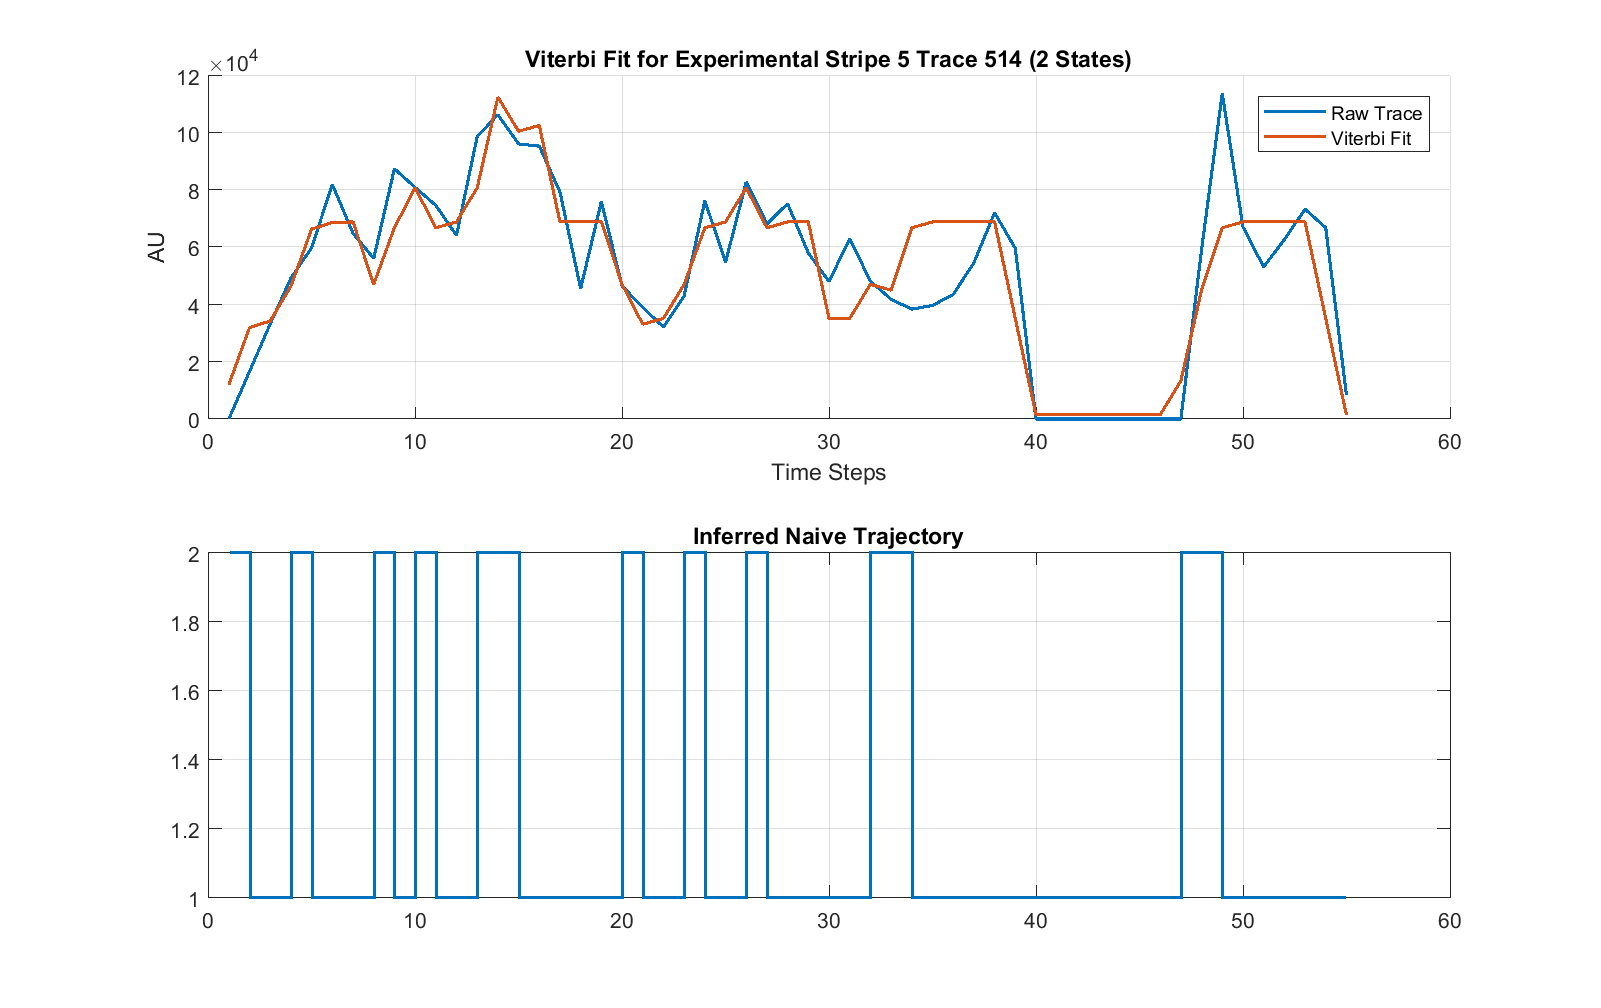 Viterbi Fit for Experimental Stripe 5 Trace 514 (2 States)
×10⁴
12
10
8
6
4
2
0
AU
Raw Trace
Viterbi Fit
0 10 20 30 40 50 60
Time Steps
Inferred Naive Trajectory
2
1.8
1.6
1.4
1.2
1
0 10 20 30 40 50 60